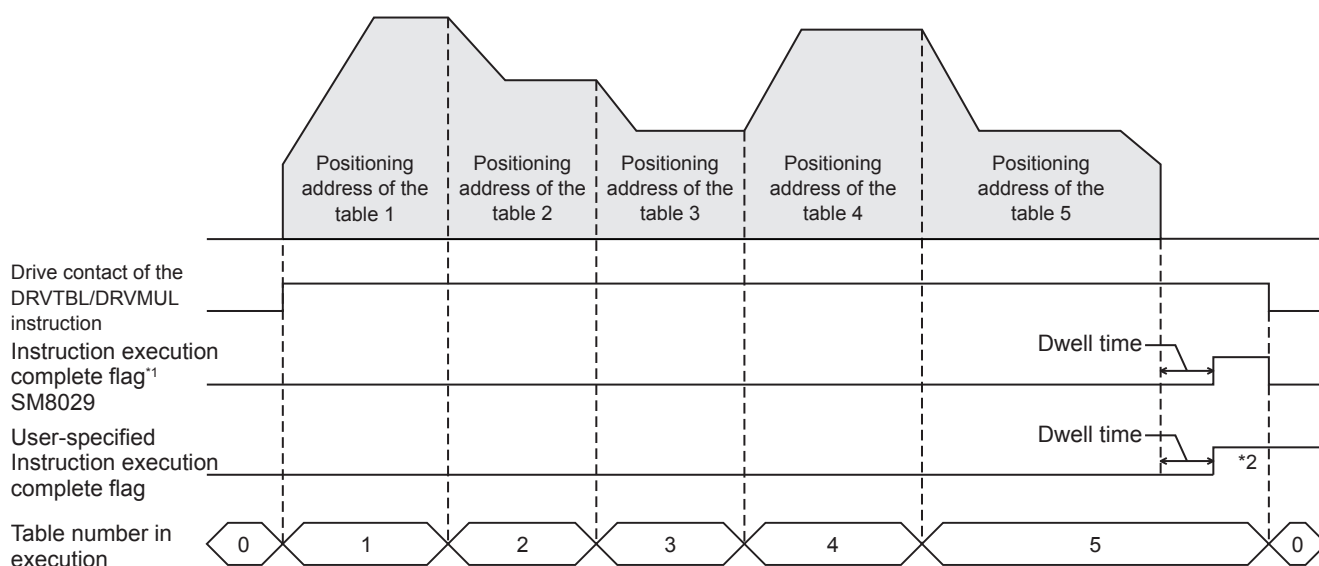 Positioning
address of the
table 1
Positioning
address of the
table 2
Positioning
address of the
table 3
Positioning
address of the
table 4
Positioning
address of the
table 5
Drive contact of the
DRVTBL/DRVMUL
instruction
Instruction execution
complete flag*1
SM8029
Dwell time
User-specified
Instruction execution
complete flag
Dwell time
*2
Table number in
execution
0 1 2 3 4 5 0